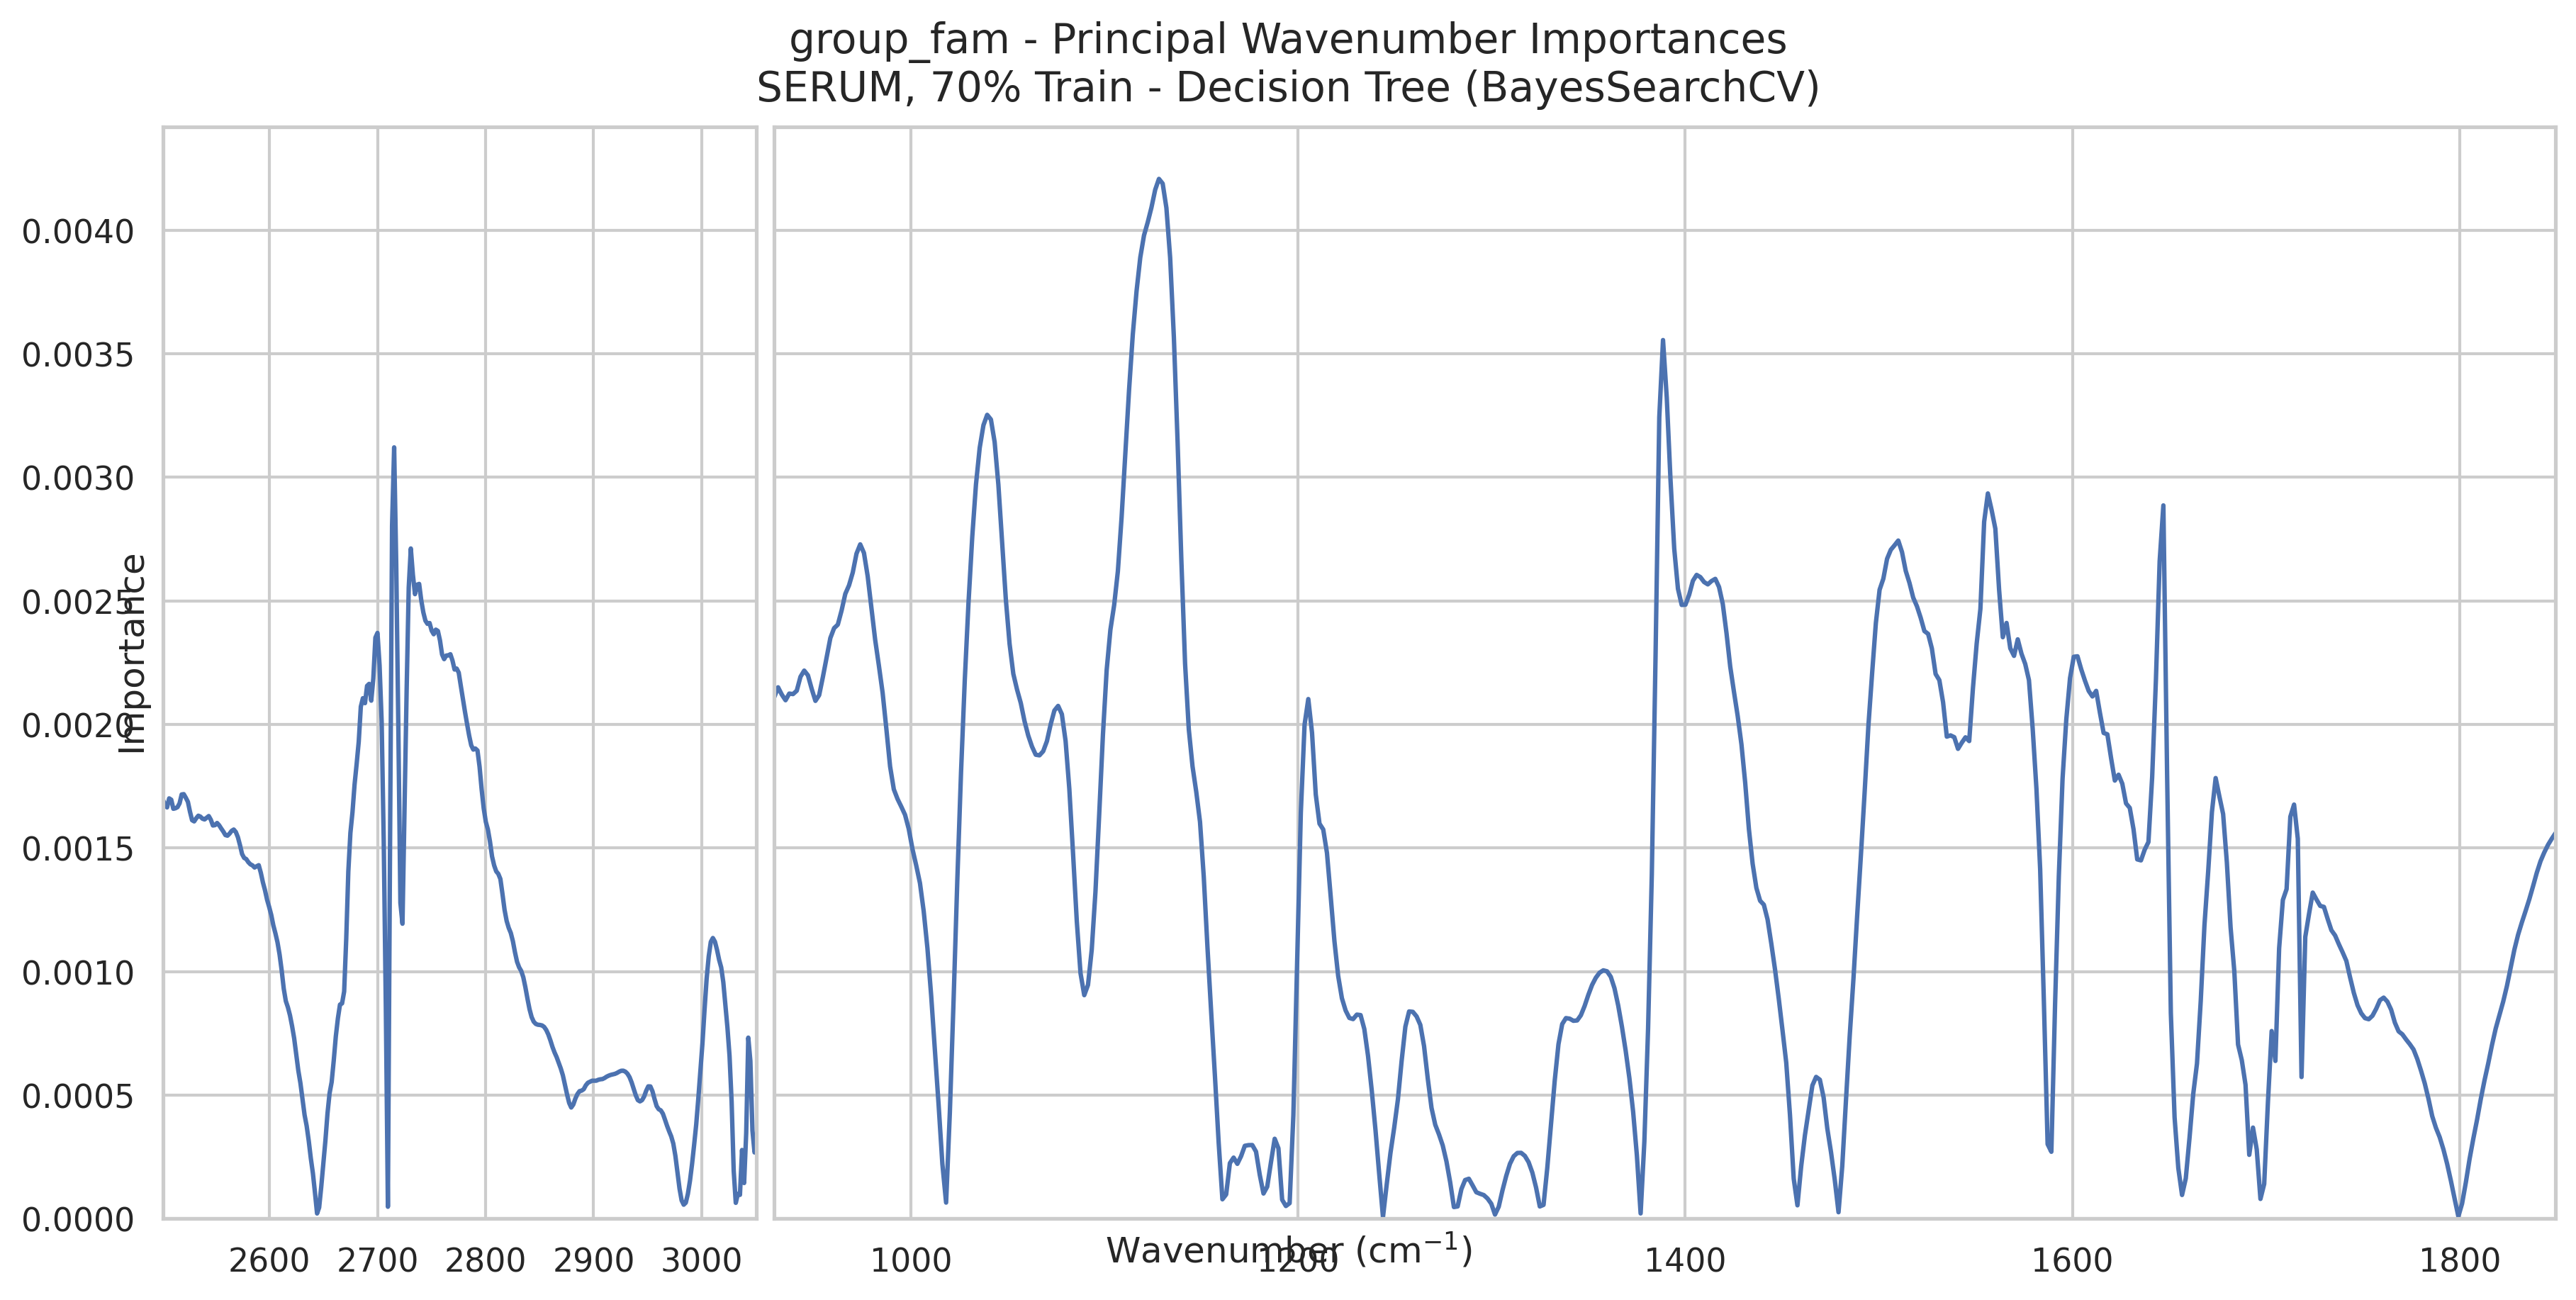 group_fam - Principal Wavenumber Importances
SERUM, 70% Train - Decision Tree (BayesSearchCV)
Importance
0.0040
0.0035
0.0030
0.0025
0.0020
0.0015
0.0010
0.0005
0.0000
2600 2700 2800 2900 3000 1000 1200 1400 1600 1800
Wavenumber (cm⁻¹)